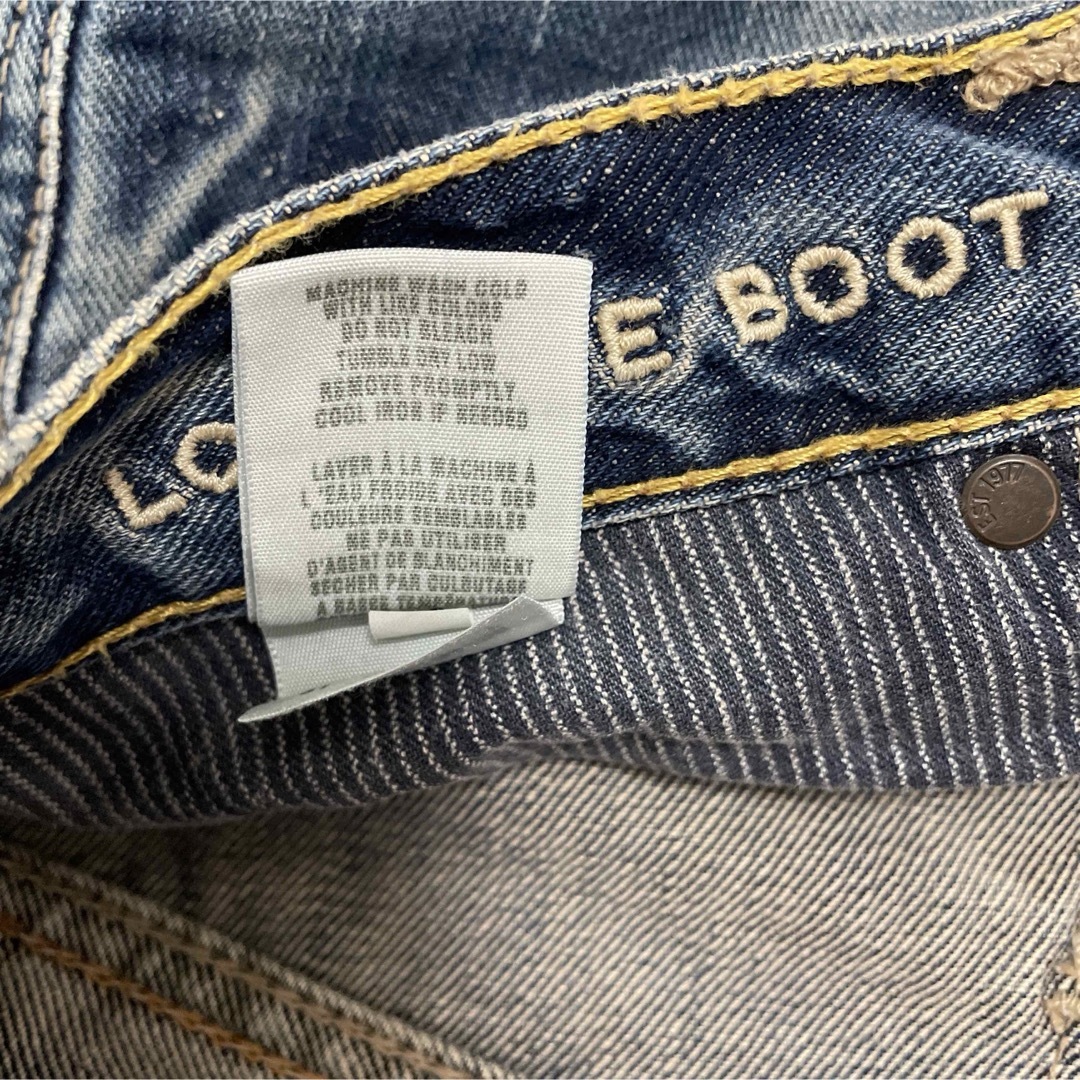 MACHINE WASH COLD
WITH LIKE COLORS
DO NOT BLEACH
TUMBLE DRY LOW
REMOVE PROMPTLY
COOL IRON IF NEEDED
LAVER À LA MACHINE À
L'EAU FROIDE AVEC DES
COULEURS SEMBLABLES
NE PAS UTILISER
D'AGENT DE BLANCHIMENT
SÉCHER PAR CULBUTAGE
À BASSE
BOOT
EST 1977